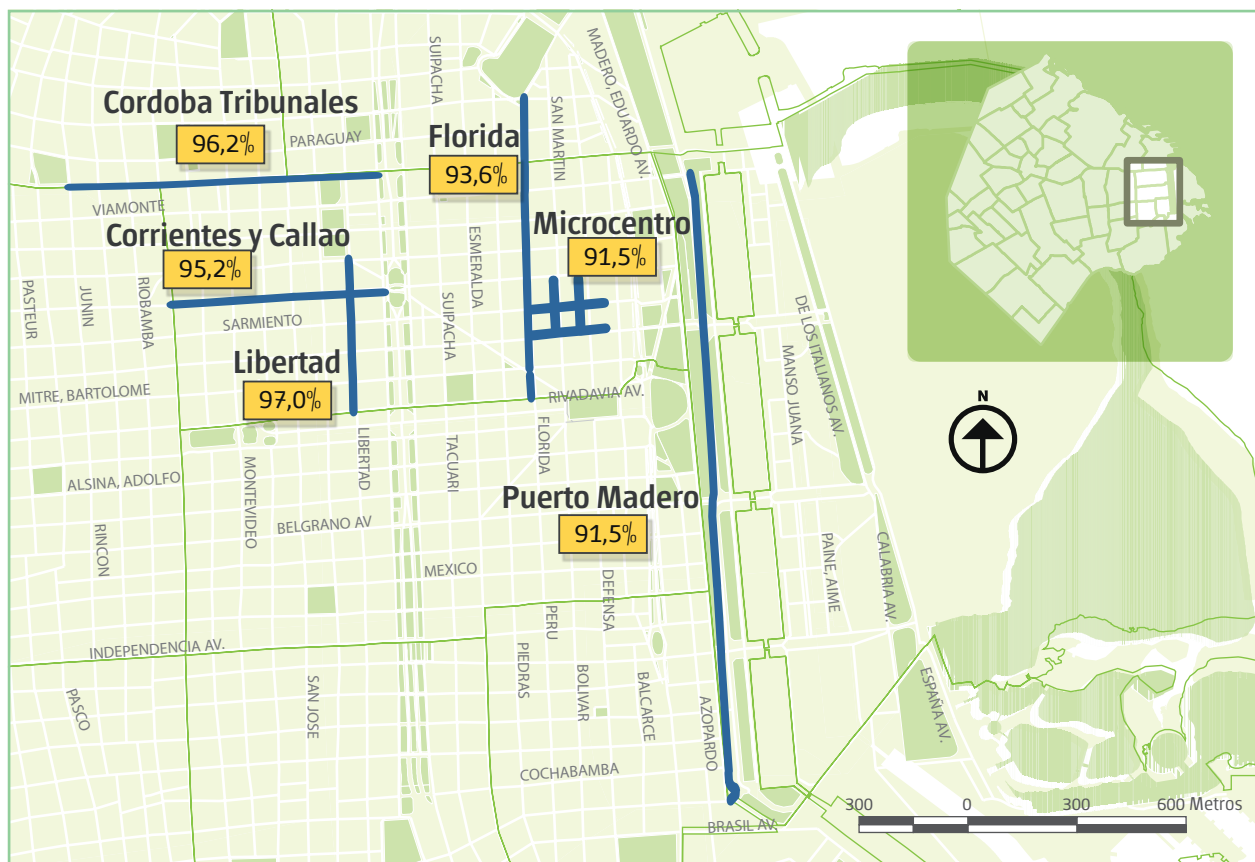 SUIPACHA
MADERO, EDUARDO AV.
Cordoba Tribunales
96,2%
PARAGUAY
Florida
93,6%
SAN MARTIN
VIAMONTE
Corrientes y Callao
95,2%
ESMERALDA
Microcentro
91,5%
PASTEUR
JUNIN
RIOBAMBA
SARMIENTO
SUIPACHA
DE LOS ITALIANOS AV.
MANSO JUANA
Libertad
97,0%
MITRE, BARTOLOME
RIVADAVIA AV.
N
LIBERTAD
TACUARI
FLORIDA
MONTEVIDEO
ALSINA, ADOLFO
Puerto Madero
91,5%
RINCON
BELGRANO AV
PAINE, AIME
CALABRIA AV.
MEXICO
DEFENSA
PERU
INDEPENDENCIA AV.
PIEDRAS
BOLIVAR
BALCARCE
PASCO
SAN JOSE
AZOPARDO
ESPAÑA AV.
COCHABAMBA
300 0 300 600 Metros
BRASIL AV.